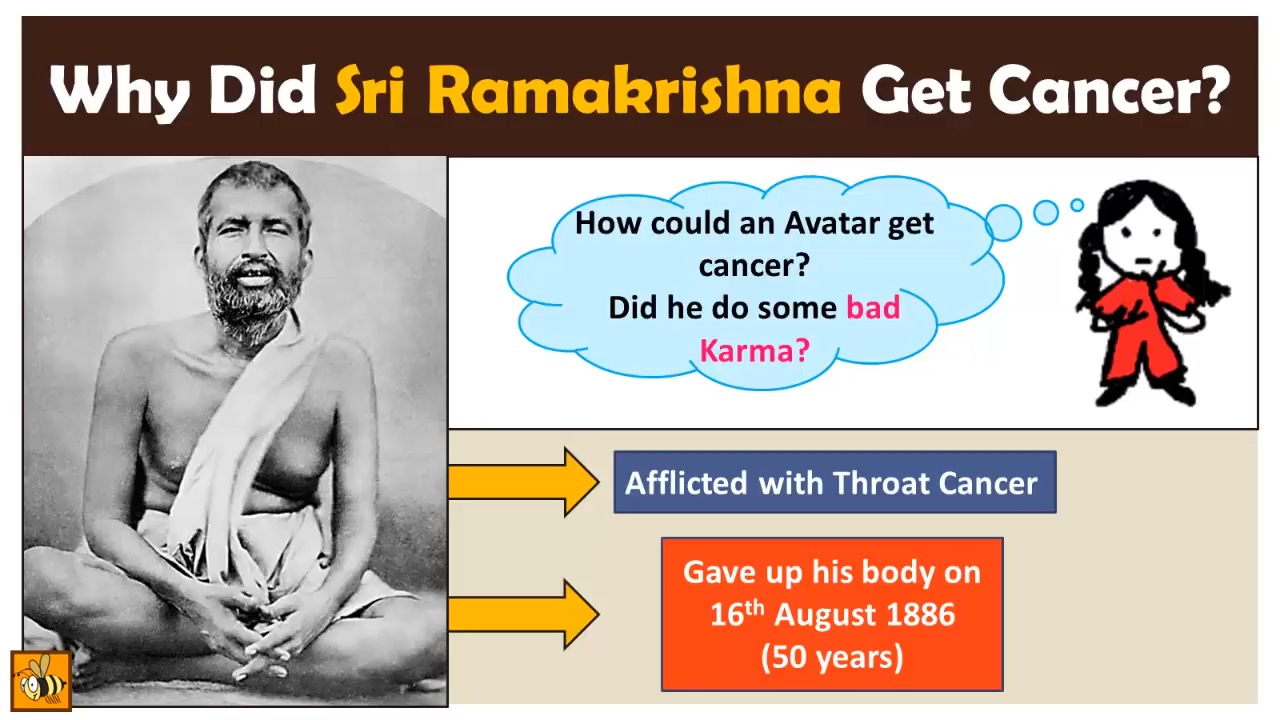 Why Did Sri Ramakrishna Get Cancer?
How could an Avatar get
cancer?
Did he do some bad
Karma?
Afflicted with Throat Cancer
Gave up his body on
16th August 1886
(50 years)